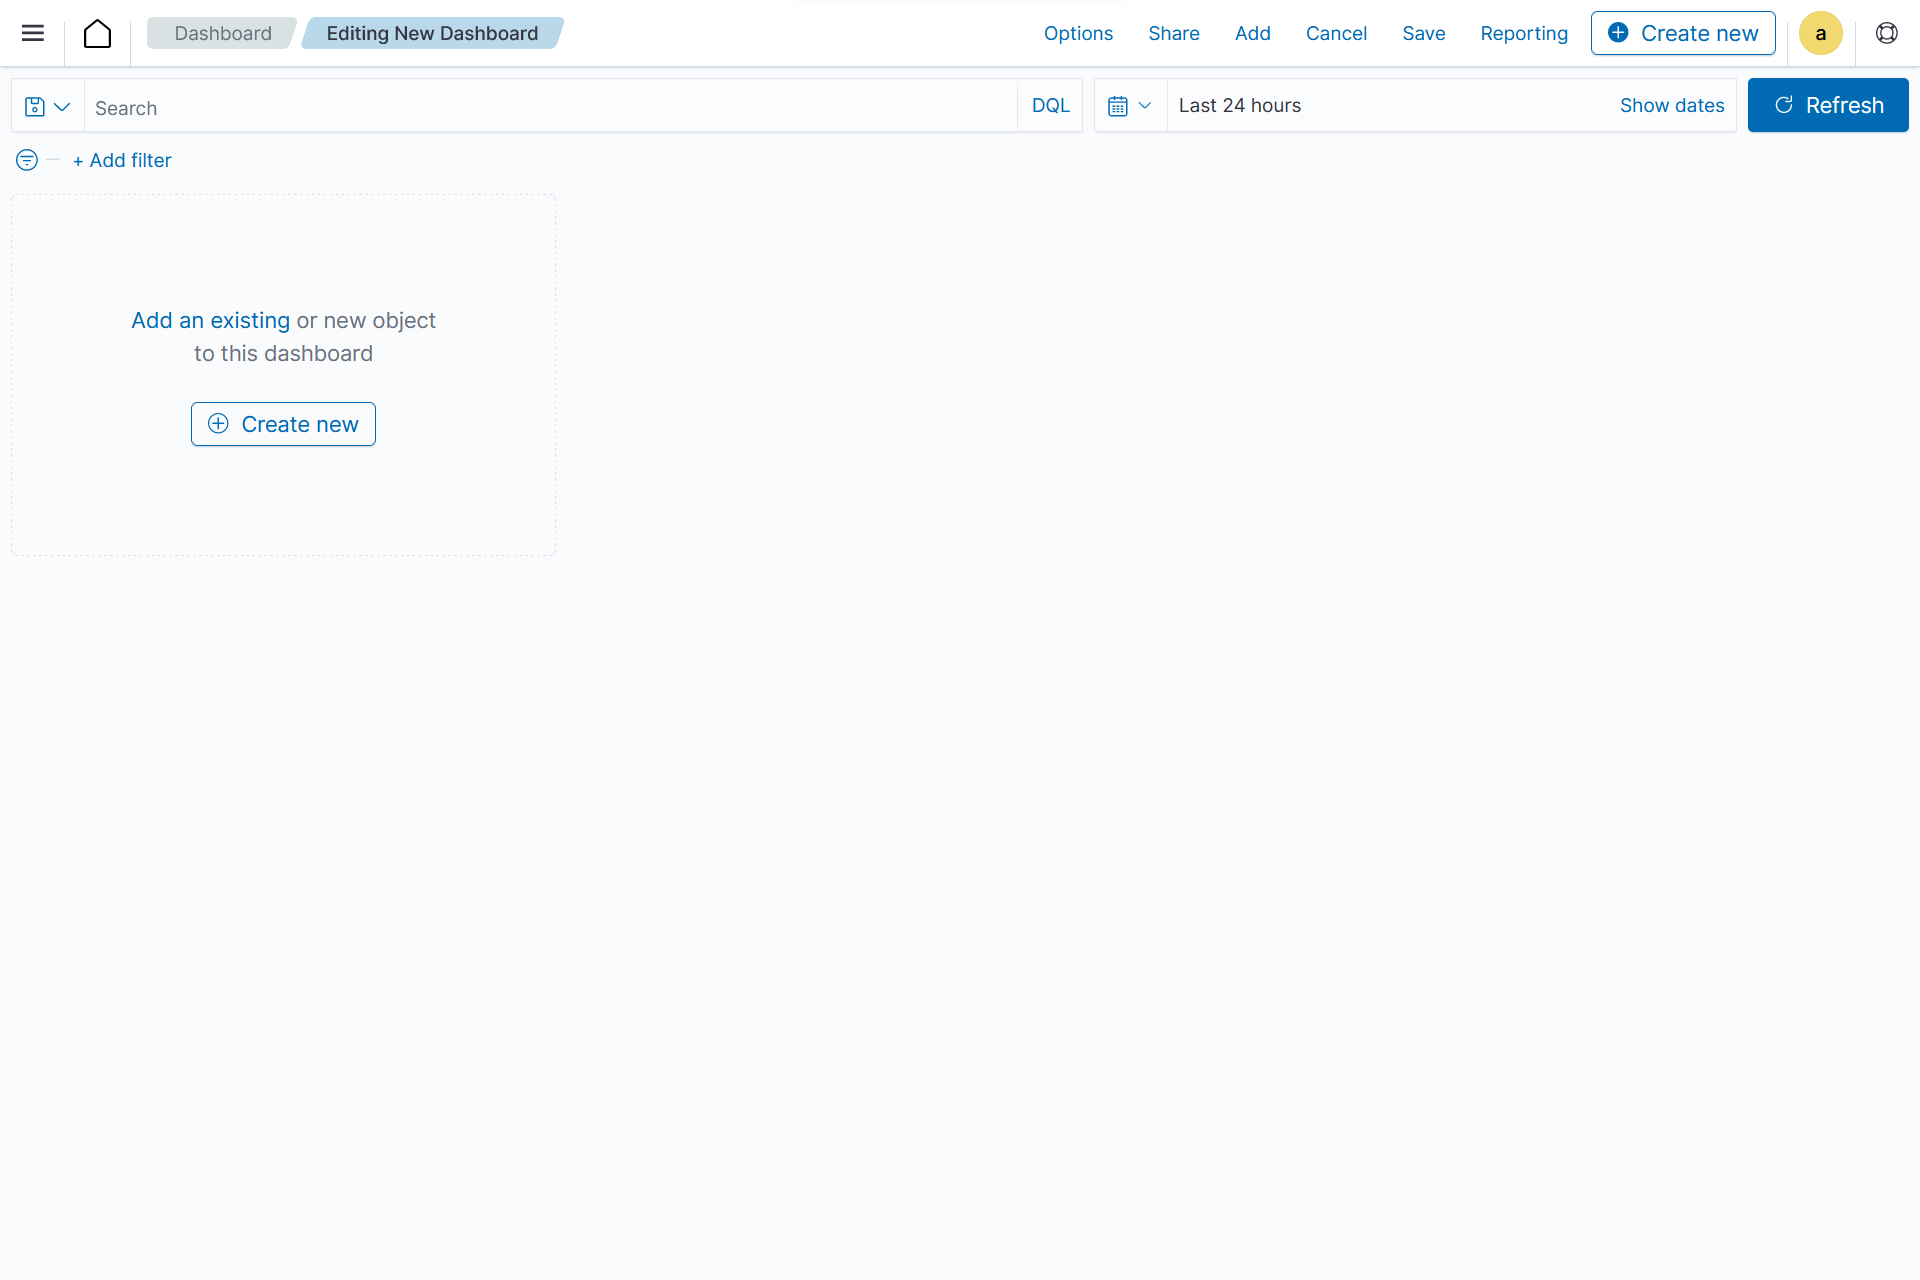 Dashboard
Editing New Dashboard
Options
Share
Add
Cancel
Save
Reporting
Create new
a
Search
DQL
Last 24 hours
Show dates
Refresh
+ Add filter
Add an existing or new object
to this dashboard
Create new